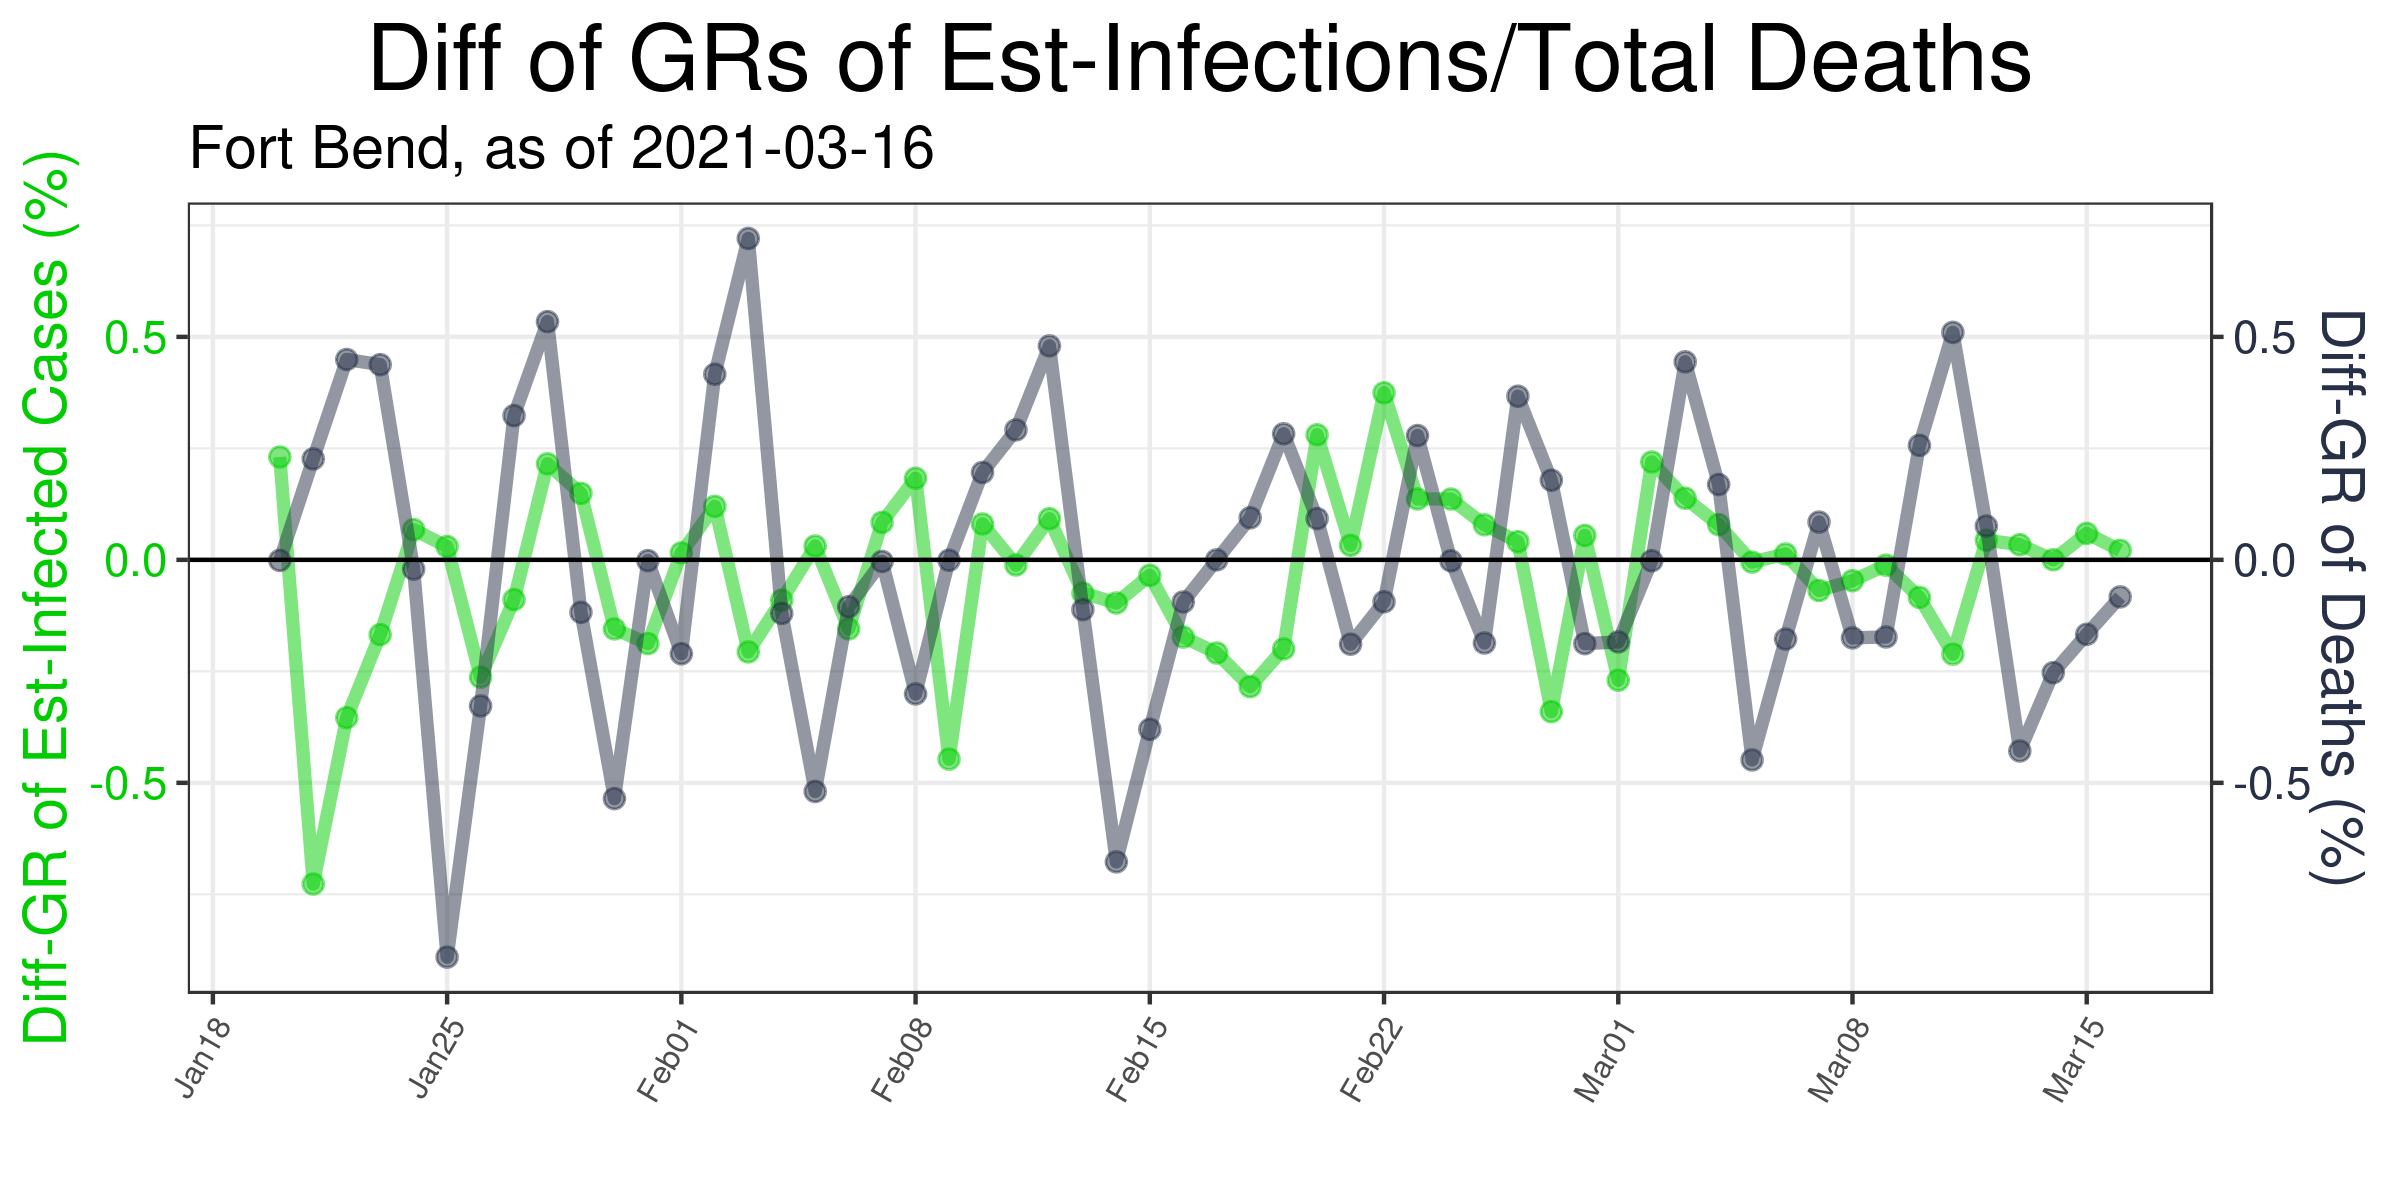 Diff of GRs of Est-Infections/Total Deaths
Fort Bend, as of 2021-03-16
Diff-GR of Est-Infected Cases (%)
0.5
0.0
-0.5
0.5
0.0
-0.5
Diff-GR of Deaths (%)
Jan18
Jan25
Feb01
Feb08
Feb15
Feb22
Mar01
Mar08
Mar15